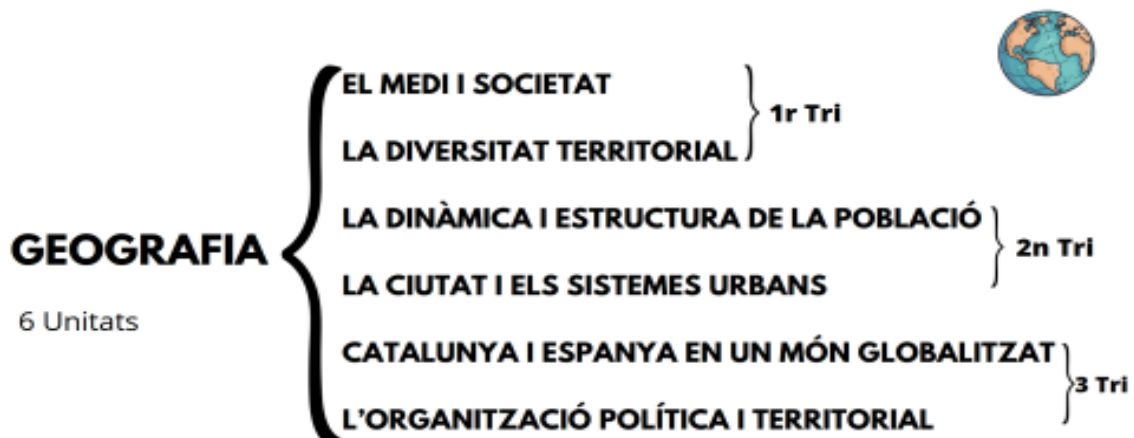 EL MEDI I SOCIETAT
1r Tri
LA DIVERSITAT TERRITORIAL
LA DINÀMICA I ESTRUCTURA DE LA POBLACIÓ
GEOGRAFIA
2n Tri
LA CIUTAT I ELS SISTEMES URBANS
6 Unitats
CATALUNYA I ESPANYA EN UN MÓN GLOBALITZAT
3 Tri
L'ORGANITZACIÓ POLÍTICA I TERRITORIAL